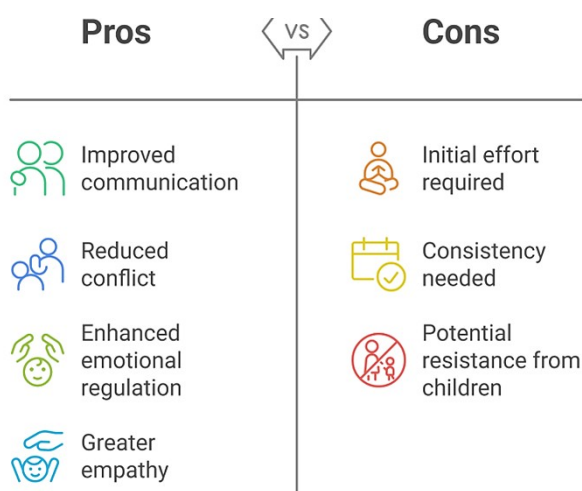 Pros
VS
Cons
Improved
communication
Reduced
conflict
Enhanced
emotional
regulation
Greater
empathy
Initial effort
required
Consistency
needed
Potential
resistance from
children